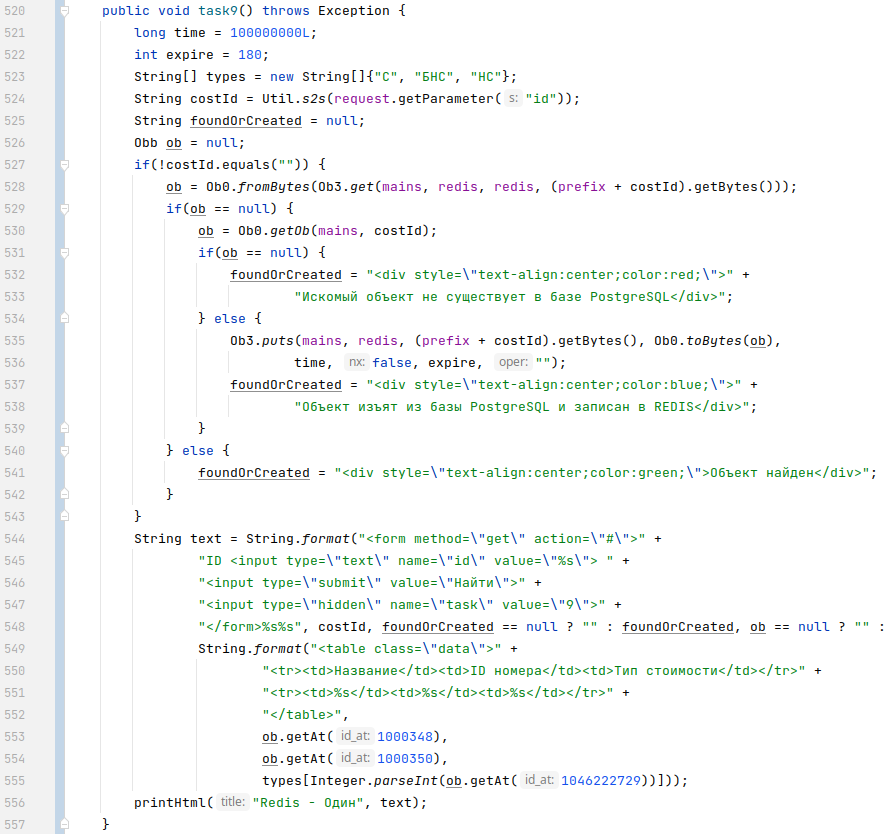 520 public void task9() throws Exception {
521 long time = 100000000L;
522 int expire = 180;
523 String[] types = new String[]{"С", "БНС", "НС"};
524 String costId = Util.s2s(request.getParameter( s: "id"));
525 String foundOrCreated = null;
526 Obb ob = null;
527 if(!costId.equals("")) {
528 ob = Ob0.fromBytes(Ob3.get(mains, redis, redis, (prefix + costId).getBytes()));
529 if(ob == null) {
530 ob = Ob0.getOb(mains, costId);
531 if(ob == null) {
532 foundOrCreated = "<div style=\"text-align:center;color:red;\">" +
533 "Искомый объект не существует в базе PostgreSQL</div>";
534 } else {
535 Ob3.puts(mains, redis, (prefix + costId).getBytes(), Ob0.toBytes(ob),
536 time, nx: false, expire, oper: "");
537 foundOrCreated = "<div style=\"text-align:center;color:blue;\">" +
538 "Объект изъят из базы PostgreSQL и записан в REDIS</div>";
539 }
540 } else {
541 foundOrCreated = "<div style=\"text-align:center;color:green;\">Объект найден</div>";
542 }
543 }
544 String text = String.format("<form method=\"get\" action=\"#\">" +
545 "ID <input type=\"text\" name=\"id\" value=\"%s\"> " +
546 "<input type=\"submit\" value=\"Найти\">" +
547 "<input type=\"hidden\" name=\"task\" value=\"9\">" +
548 "</form>%s%s", costId, foundOrCreated == null ? "" : foundOrCreated, ob == null ? "" :
549 String.format("<table class=\"data\">" +
550 "<tr><td>Название</td><td>ID номера</td><td>Тип стоимости</td></tr>" +
551 "<tr><td>%s</td><td>%s</td><td>%s</td></tr>" +
552 "</table>",
553 ob.getAt( id_at: 1000348),
554 ob.getAt( id_at: 1000350),
555 types[Integer.parseInt(ob.getAt( id_at: 1046222729))]));
556 printHtml( title: "Redis - Один", text);
557 }